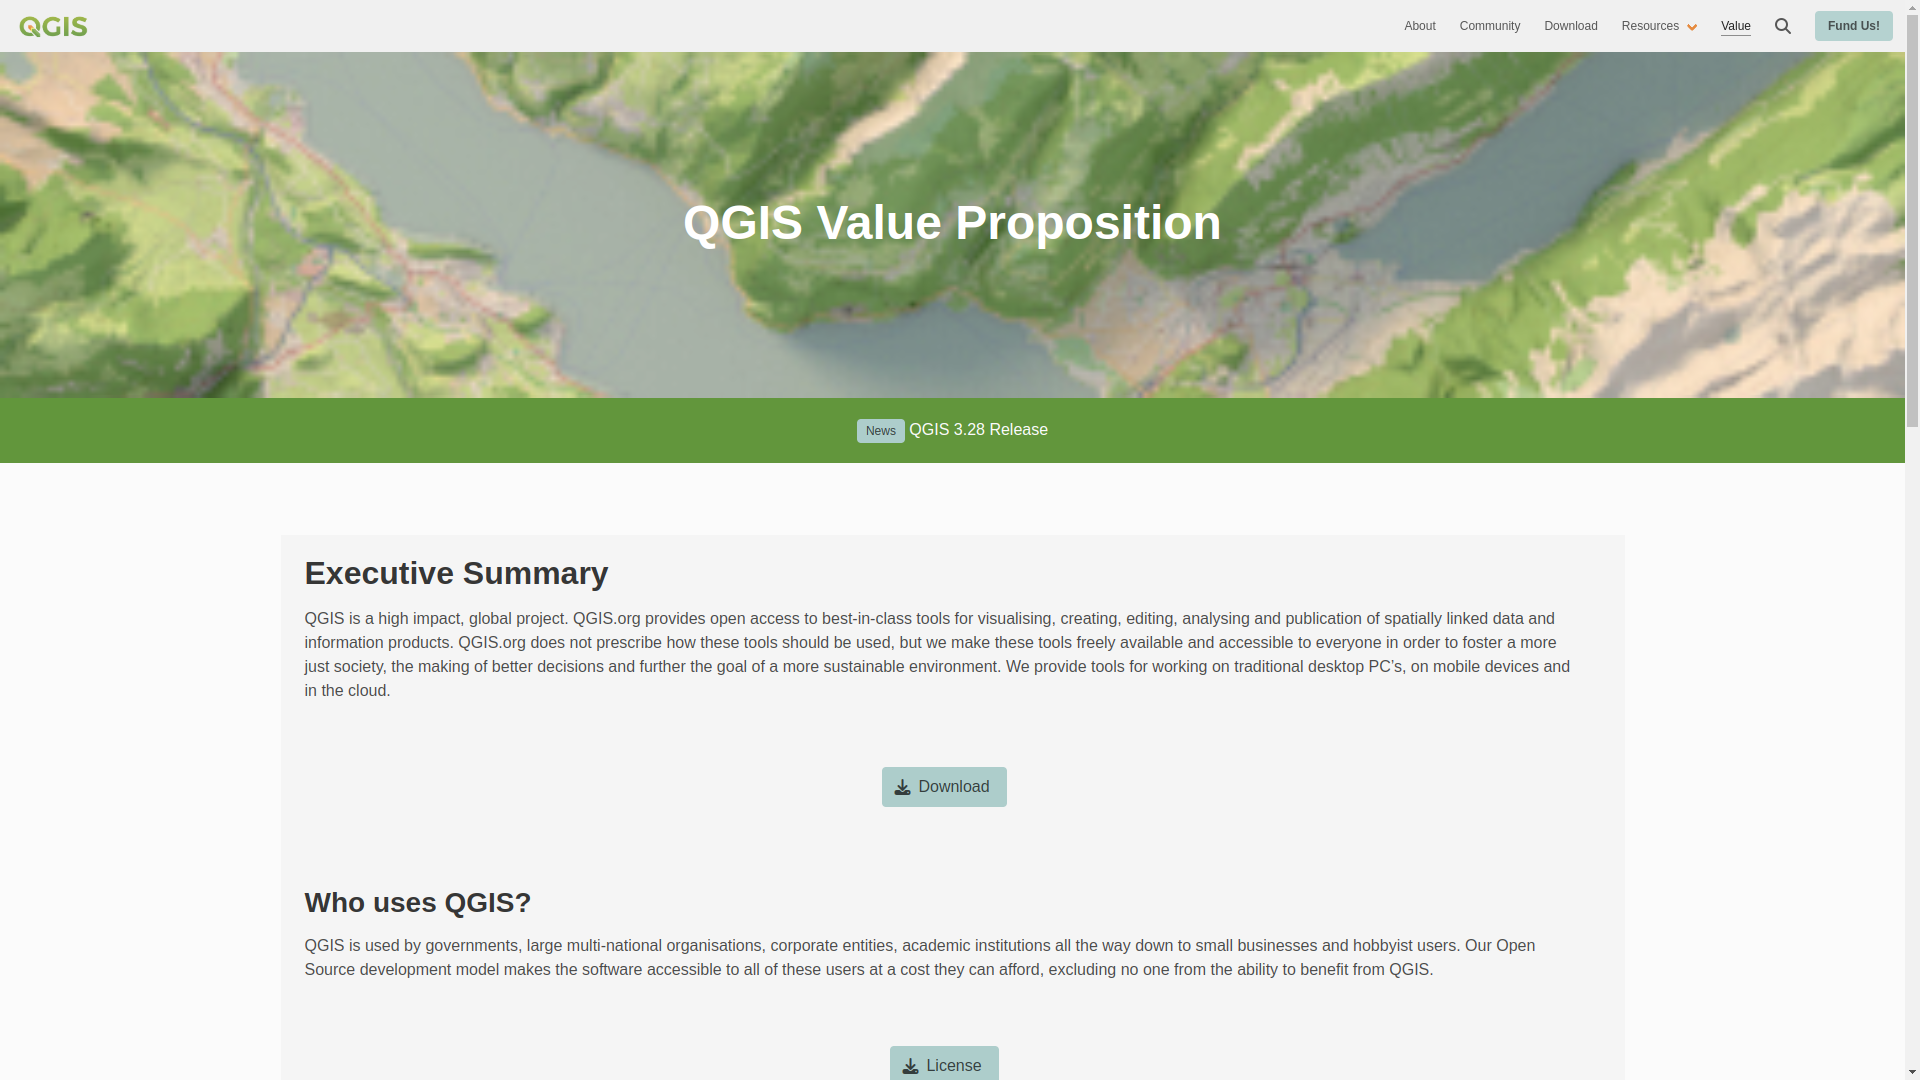 QGIS
About
Community
Download
Resources
Value
Fund Us!
QGIS Value Proposition
News QGIS 3.28 Release
Executive Summary
QGIS is a high impact, global project. QGIS.org provides open access to best-in-class tools for visualising, creating, editing, analysing and publication of spatially linked data and
information products. QGIS.org does not prescribe how these tools should be used, but we make these tools freely available and accessible to everyone in order to foster a more
just society, the making of better decisions and further the goal of a more sustainable environment. We provide tools for working on traditional desktop PC’s, on mobile devices and
in the cloud.
Download
Who uses QGIS?
QGIS is used by governments, large multi-national organisations, corporate entities, academic institutions all the way down to small businesses and hobbyist users. Our Open
Source development model makes the software accessible to all of these users at a cost they can afford, excluding no one from the ability to benefit from QGIS.
License